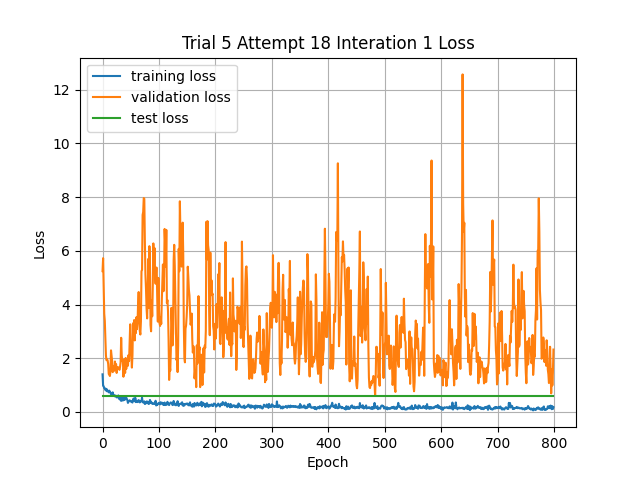 Trial 5 Attempt 18 Interation 1 Loss
training loss
validation loss
test loss
Loss
12
10
8
6
4
2
0
0 100 200 300 400 500 600 700 800
Epoch